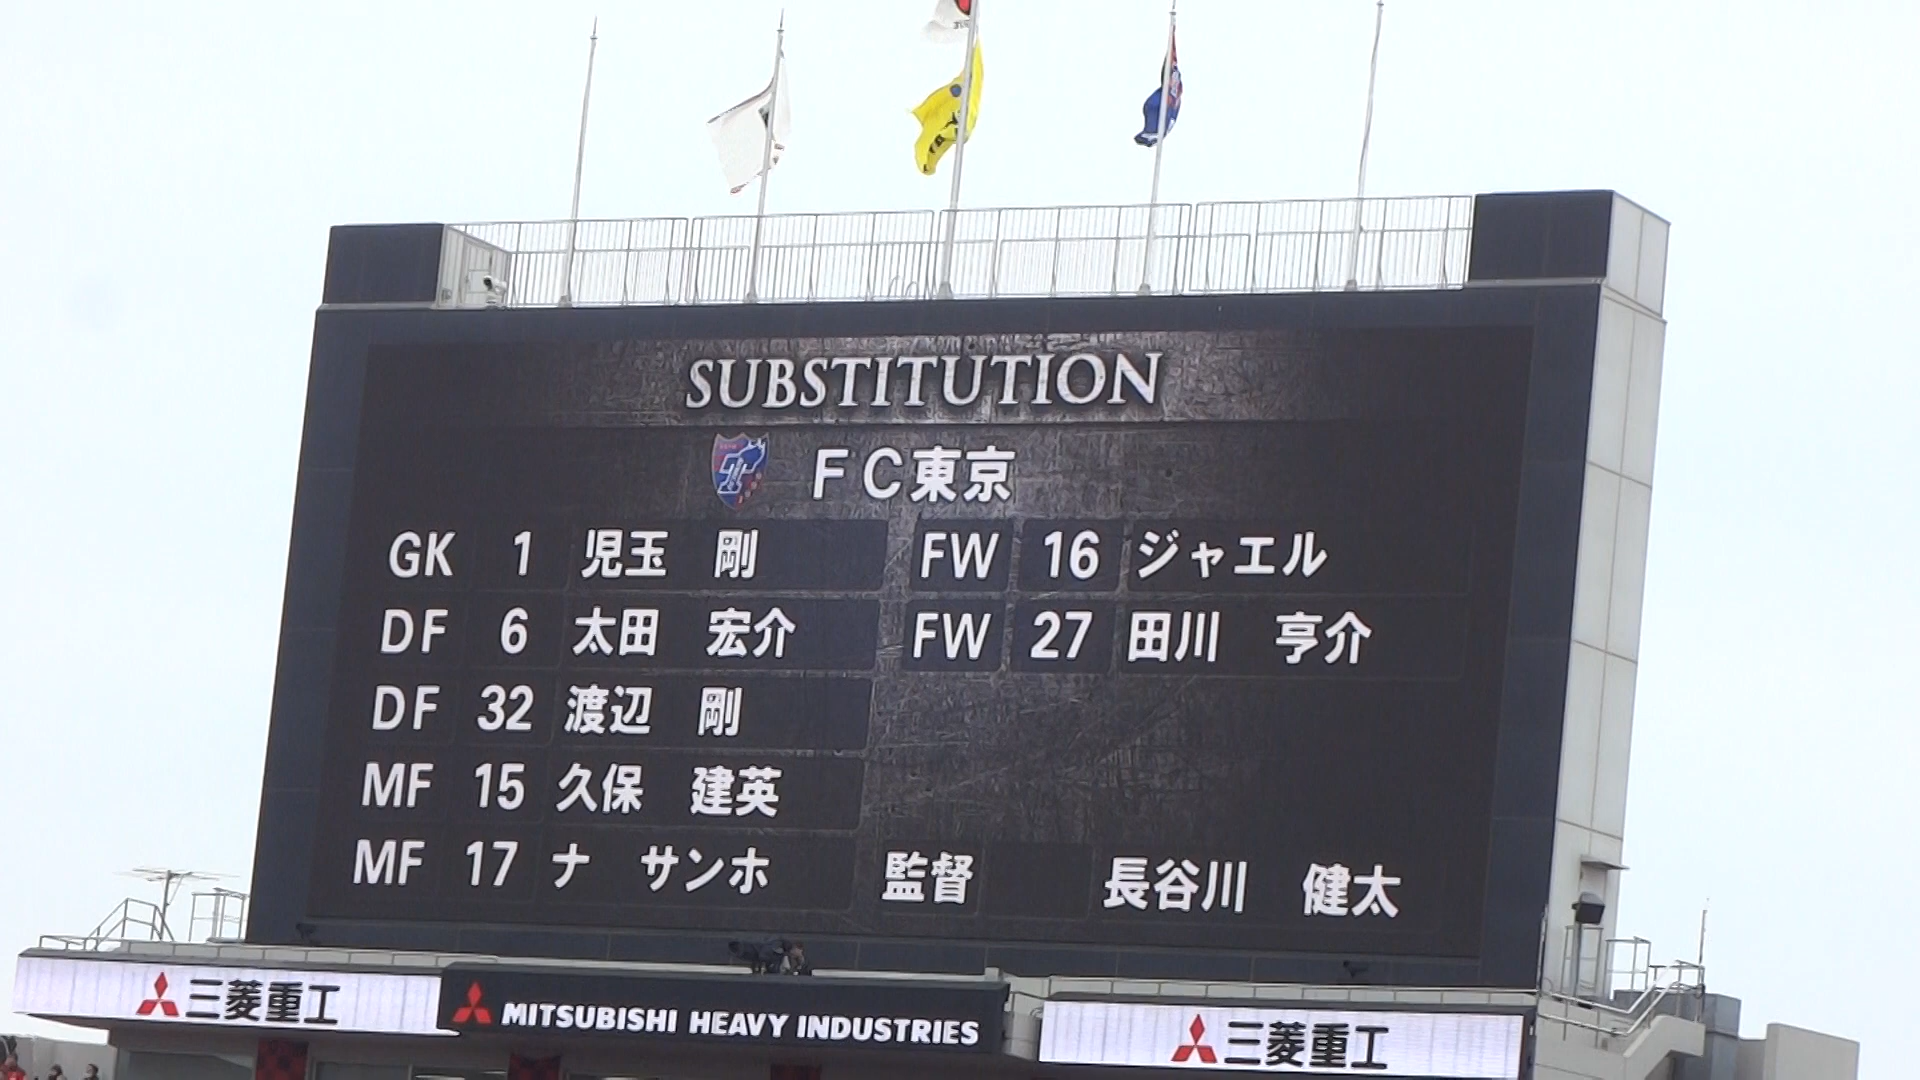 SUBSTITUTION
FC東京
GK 1 児玉 剛
DF 6 太田 宏介
DF 32 渡辺 剛
MF 15 久保 建英
MF 17 ナ サンホ
FW 16 ジャエル
FW 27 田川 亨介
監督 長谷川 健太
三菱重工
MITSUBISHI HEAVY INDUSTRIES
三菱重工